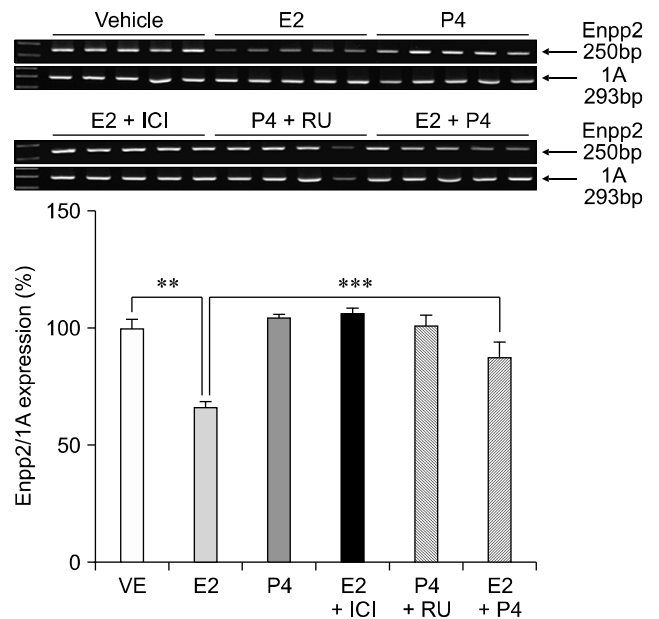 Vehicle E2 P4
Enpp2
250bp
1A
293bp
E2 + ICI P4 + RU E2 + P4
Enpp2
250bp
1A
293bp
150
100
50
0
Enpp2/1A expression (%)
** ***
VE E2 P4 E2 P4 E2
+ ICI + RU + P4